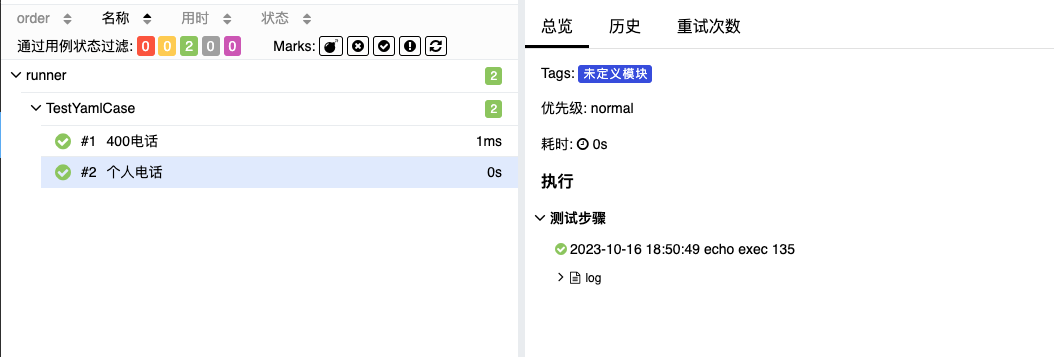 order 名称 用时 状态
通过用例状态过滤: 0 0 2 0 0 Marks:
runner 2
TestYamlCase 2
#1 400电话 1ms
#2 个人电话 0s
总览 历史 重试次数
Tags: 未定义模块
优先级: normal
耗时: 0s
执行
测试步骤
2023-10-16 18:50:49 echo exec 135
log